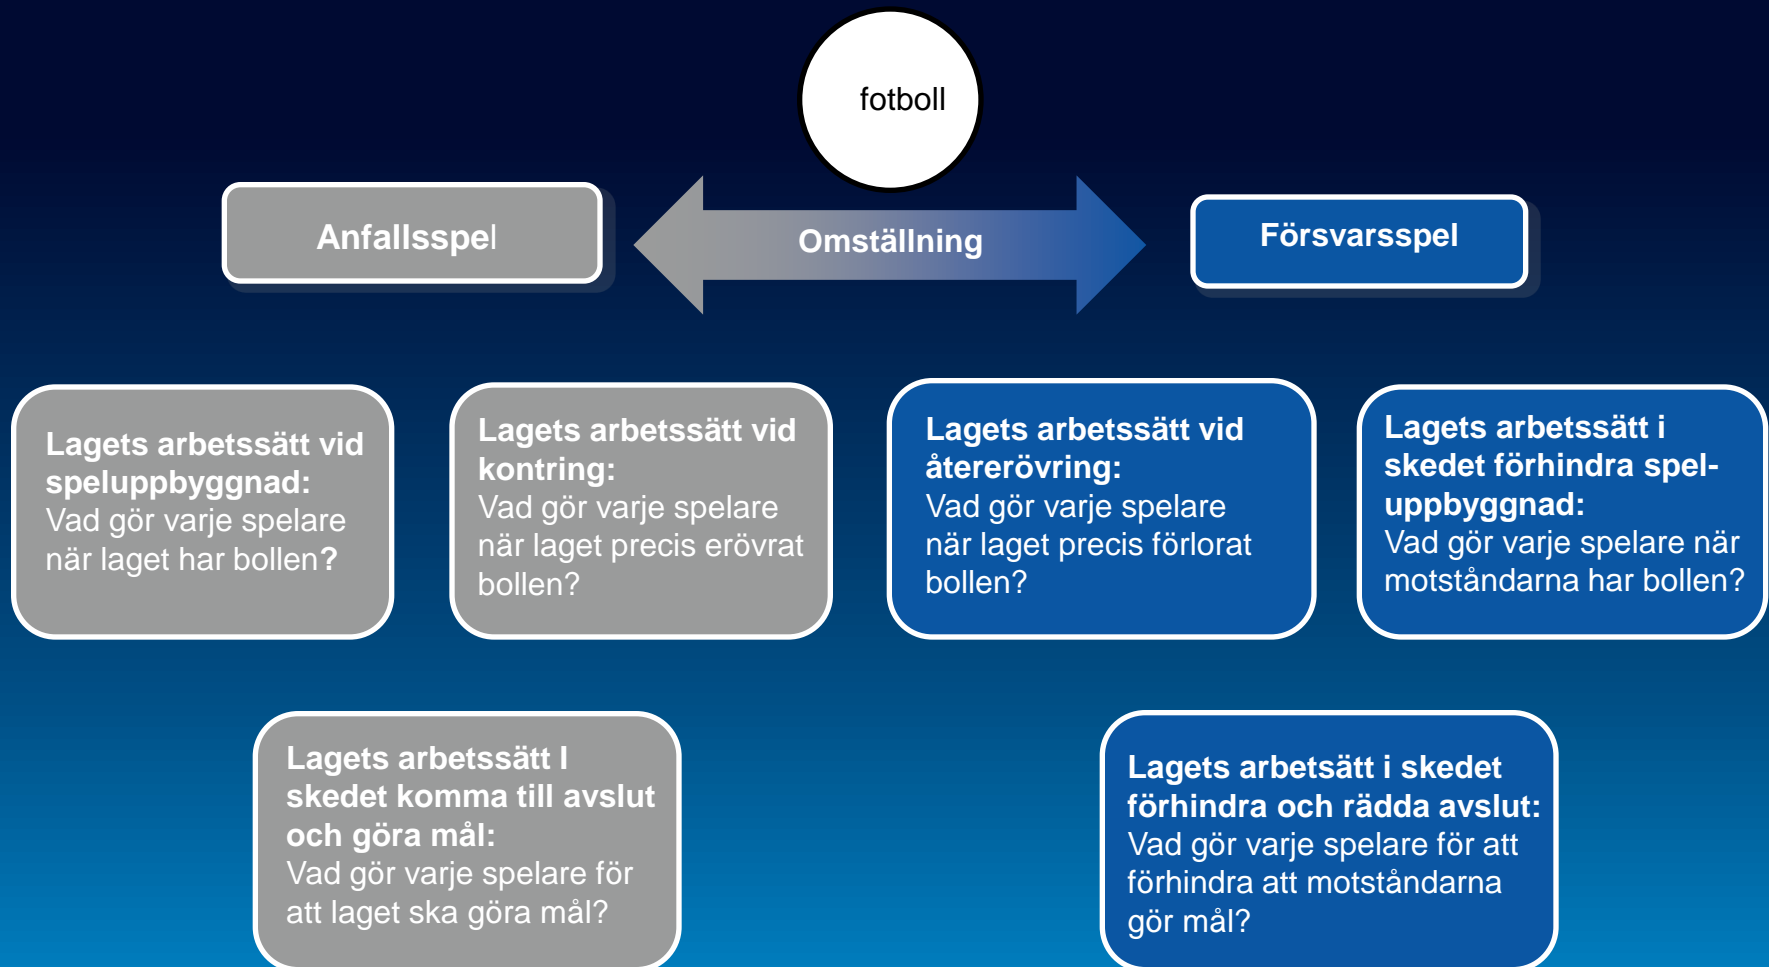 fotboll
Anfallsspel
Omställning
Försvarsspel
Lagets arbetssätt vid
speluppbyggnad:
Vad gör varje spelare
när laget har bollen?
Lagets arbetssätt vid
kontring:
Vad gör varje spelare
när laget precis erövrat
bollen?
Lagets arbetssätt vid
återerövring:
Vad gör varje spelare
när laget precis förlorat
bollen?
Lagets arbetssätt i
skedet förhindra spel-
uppbyggnad:
Vad gör varje spelare när
motståndarna har bollen?
Lagets arbetssätt I
skedet komma till avslut
och göra mål:
Vad gör varje spelare för
att laget ska göra mål?
Lagets arbetsätt i skedet
förhindra och rädda avslut:
Vad gör varje spelare för att
förhindra att motståndarna
gör mål?